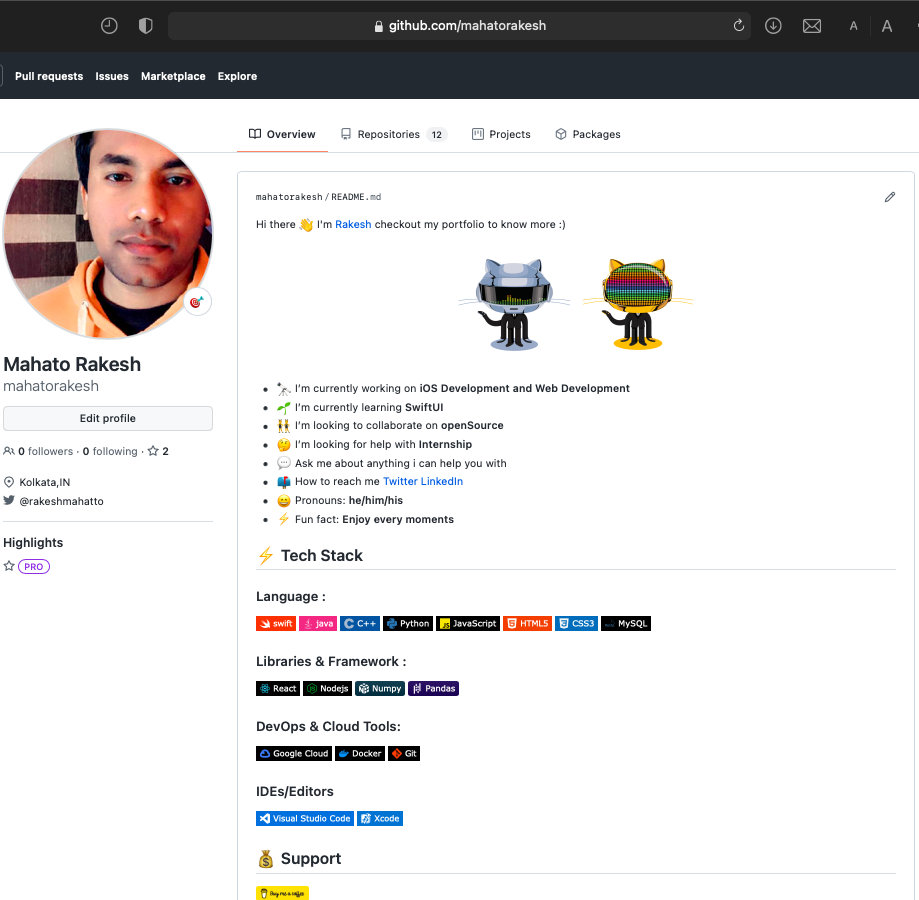 github.com/mahatorakesh
A A
Pull requests Issues Marketplace Explore
Overview Repositories 12 Projects Packages
mahatorakesh/README.md
Hi there 👋 I'm Rakesh checkout my portfolio to know more :)
Mahato Rakesh
mahatorakesh
Edit profile
0 followers · 0 following · 2
Kolkata,IN
@rakeshmahatto
Highlights
PRO
🔭 I'm currently working on iOS Development and Web Development
🌱 I'm currently learning SwiftUI
👯 I'm looking to collaborate on openSource
🤔 I'm looking for help with Internship
💬 Ask me about anything i can help you with
📫 How to reach me Twitter LinkedIn
😄 Pronouns: he/him/his
⚡ Fun fact: Enjoy every moments
⚡ Tech Stack
Language :
swift java C++ Python JavaScript HTML5 CSS3 MySQL
Libraries & Framework :
React Nodejs Numpy Pandas
DevOps & Cloud Tools:
Google Cloud Docker Git
IDEs/Editors
Visual Studio Code Xcode
💰 Support
Buy me a coffee